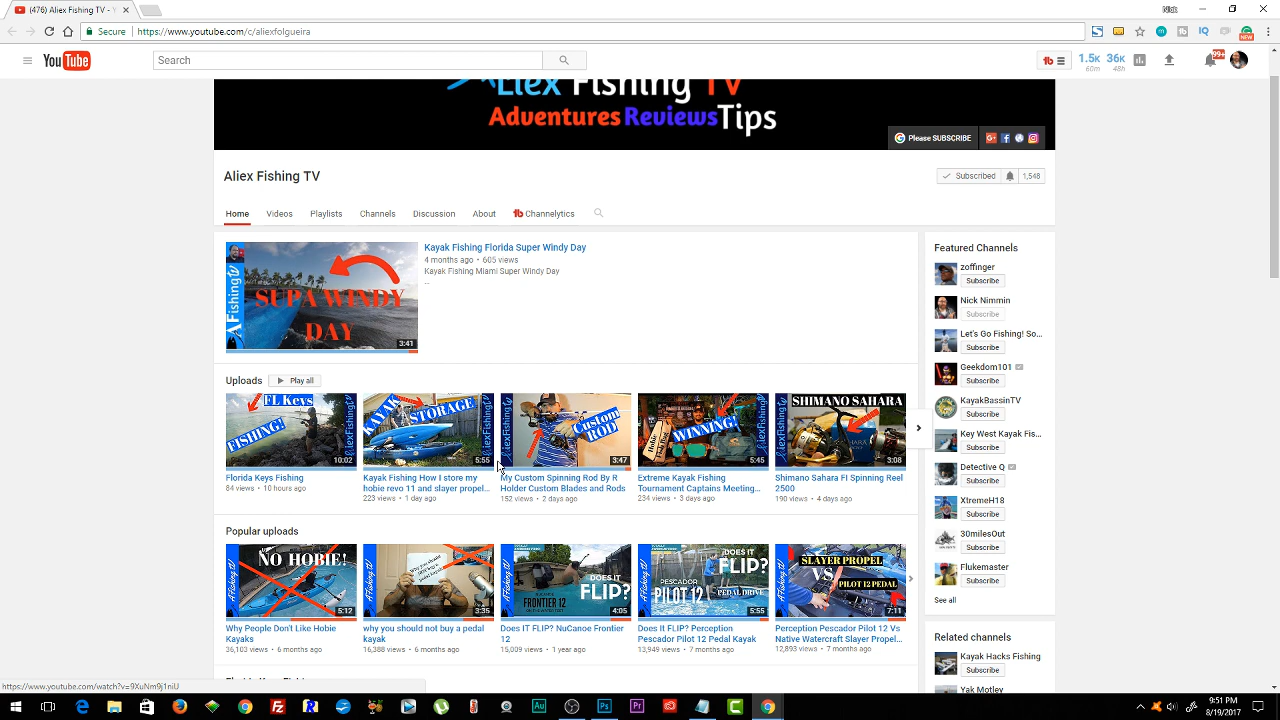 (476) Aliex Fishing TV - Y
Nick
Secure
https://www.youtube.com/c/aliexfolgueira
NEW
YouTube
Search
1.5k 36k
60m 48h
99+
Aliex Fishing TV
Adventures Reviews Tips
Please SUBSCRIBE
Aliex Fishing TV
Subscribed 1,548
Home Videos Playlists Channels Discussion About Channelytics
AFishingtv
SUPA WINDY
DAY
3:41
Kayak Fishing Florida Super Windy Day
4 months ago • 605 views
Kayak Fishing Miami Super Windy Day
..
Uploads Play all
FL Keys
FISHING!
10:02
KAYAK STORAGE
5:55
Custom
ROD
3:47
WINNING!
5:45
SHIMANO SAHARA
3:08
Florida Keys Fishing
84 views • 10 hours ago
Kayak Fishing How I store my
hobie revo 11 and slayer propel...
223 views • 1 day ago
My Custom Spinning Rod By R
Holder Custom Blades and Rods
152 views • 2 days ago
Extreme Kayak Fishing
Tournament Captains Meeting...
234 views • 3 days ago
Shimano Sahara FI Spinning Reel
2500
190 views • 4 days ago
Popular uploads
NO HOBIE!
5:12
3:35
DOES IT
FLIP?
FRONTIER 12
4:05
DOES IT
FLIP?
PESCADOR
PILOT 12
PEDAL DRIVE
5:55
SLAYER PROPEL
VS
PILOT 12 PEDAL
7:11
Why People Don't Like Hobie
Kayaks
36,103 views • 6 months ago
why you should not buy a pedal
kayak
16,388 views • 6 months ago
Does IT FLIP? NuCanoe Frontier
12
15,009 views • 1 year ago
Does It FLIP? Perception
Pescador Pilot 12 Pedal Kayak
13,949 views • 7 months ago
Perception Pescador Pilot 12 Vs
Native Watercraft Slayer Propel...
12,893 views • 7 months ago
Featured Channels
zoffinger
Subscribe
Nick Nimmin
Subscribe
Let's Go Fishing! So...
Subscribe
Geekdom101
Subscribe
KayakBassinTV
Subscribe
Key West Kayak Fis...
Subscribe
Detective Q
Subscribe
XtremeH18
Subscribe
30milesOut
Subscribe
Flukemaster
Subscribe
See all
Related channels
Kayak Hacks Fishing
Subscribe
Yak Motley
https://www.youtube.com/watch?v=9XuNm9j1niU
9:51 PM
8/19/2017